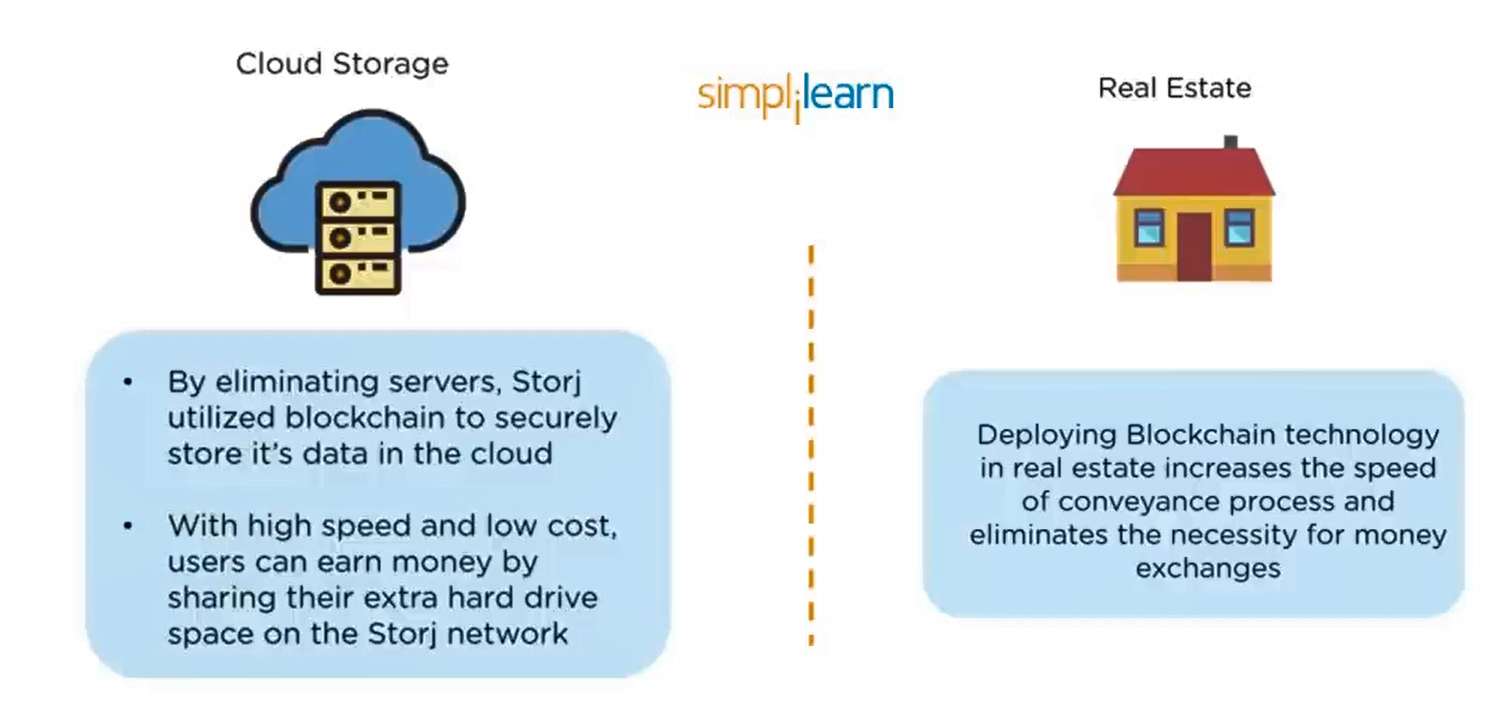 Cloud Storage
simplilearn
Real Estate
• By eliminating servers, Storj
utilized blockchain to securely
store it's data in the cloud
• With high speed and low cost,
users can earn money by
sharing their extra hard drive
space on the Storj network
Deploying Blockchain technology
in real estate increases the speed
of conveyance process and
eliminates the necessity for money
exchanges